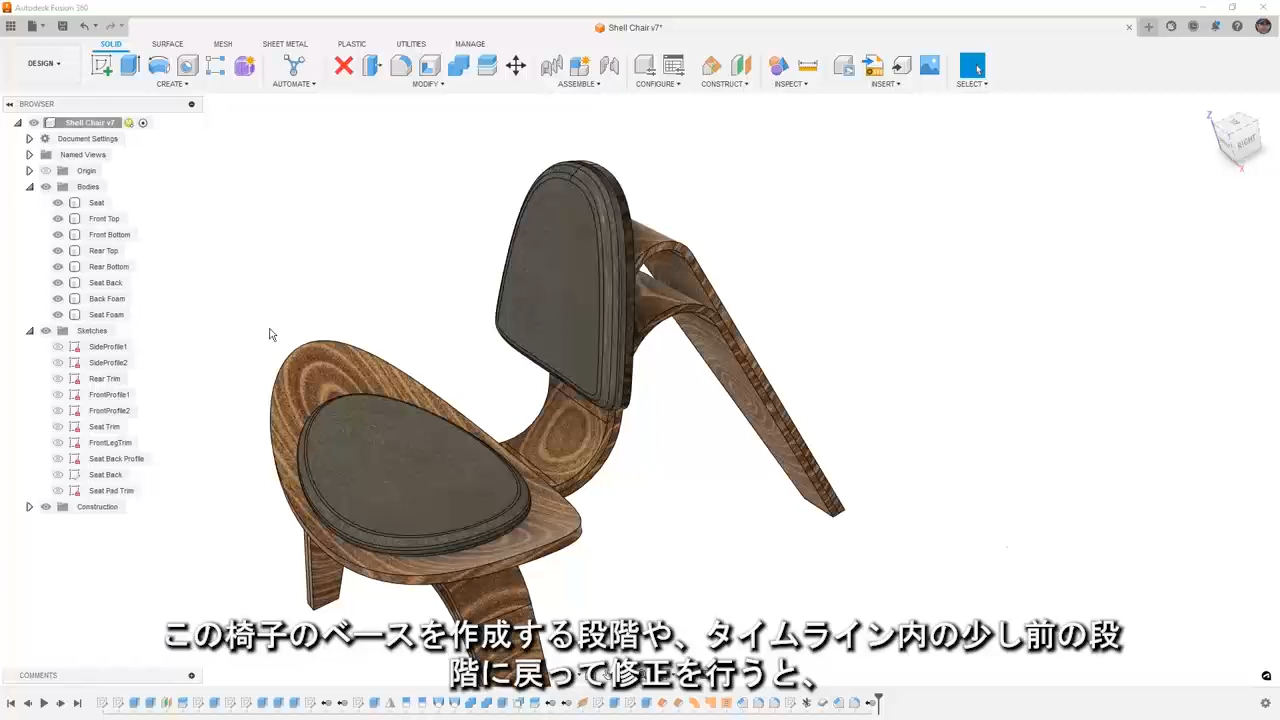 Autodesk Fusion 360
Shell Chair v7*
SOLID
SURFACE
MESH
SHEET METAL
PLASTIC
UTILITIES
MANAGE
DESIGN
CREATE
AUTOMATE
MODIFY
ASSEMBLE
CONFIGURE
CONSTRUCT
INSPECT
INSERT
SELECT
BROWSER
Shell Chair v7
Document Settings
Named Views
Origin
Bodies
Seat
Front Top
Front Bottom
Rear Top
Rear Bottom
Seat Back
Back Foam
Seat Foam
Sketches
SideProfile1
SideProfile2
Rear Trim
FrontProfile1
FrontProfile2
Seat Trim
FrontLegTrim
Seat Back Profile
Seat Back
Seat Pad Trim
Construction
Z
RIGHT
X
この椅子のベースを作成する段階や、タイムライン内の少し前の段
階に戻って修正を行うと、
COMMENTS